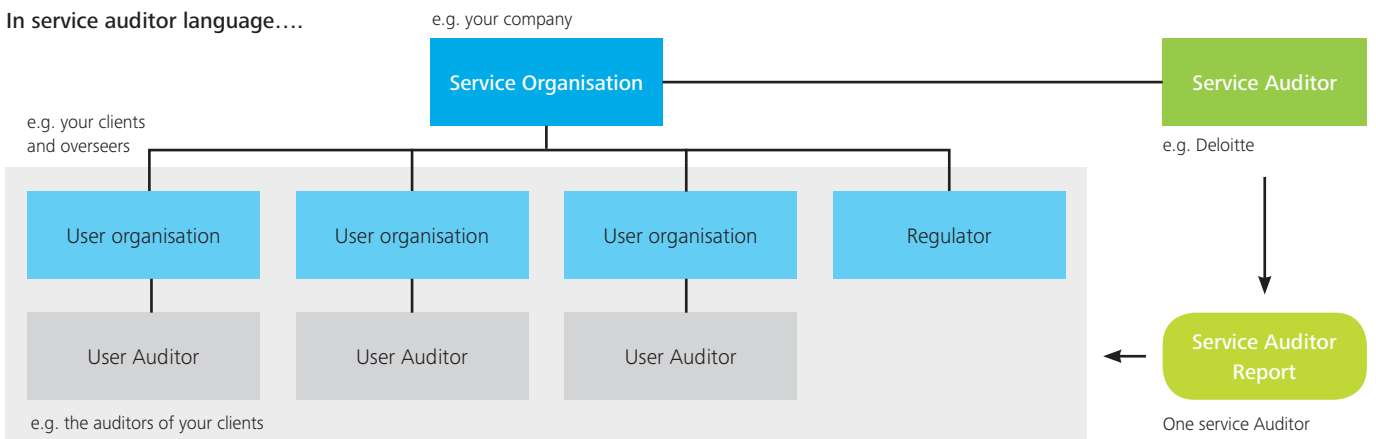 In service auditor language....
e.g. your company
Service Organisation
Service Auditor
e.g. your clients
and overseers
e.g. Deloitte
User organisation
User organisation
User organisation
Regulator
User Auditor
User Auditor
User Auditor
Service Auditor
Report
e.g. the auditors of your clients
One service Auditor